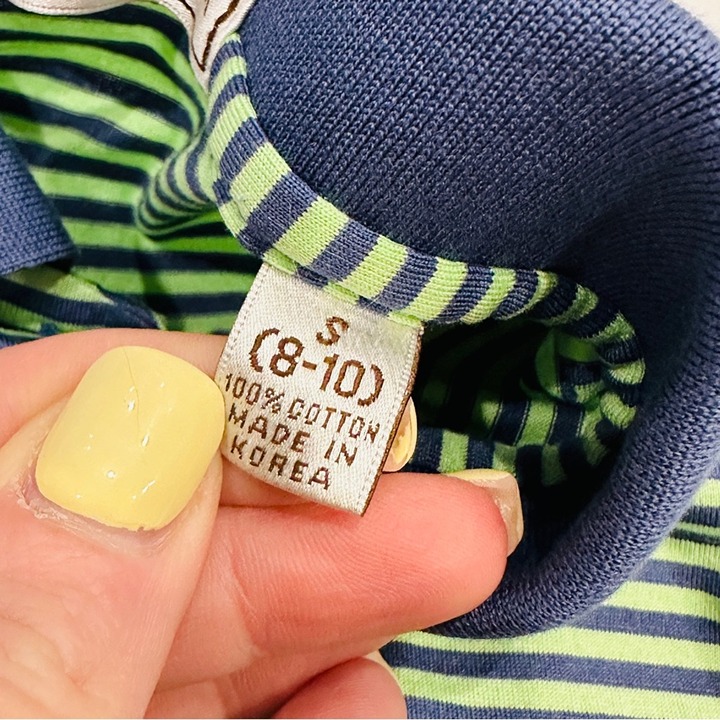 S
(8-10)
100% COTTON
MADE IN
KOREA